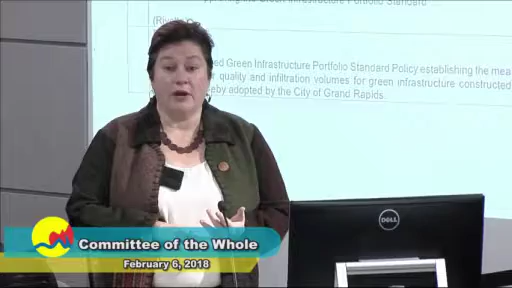 Green Infrastructure Portfolio Standard
ed Green Infrastructure Portfolio Standard Policy establishing the mea
quality and infiltration volumes for green infrastructure constructed
eby adopted by the City of Grand Rapids.
DELL
Committee of the Whole
February 6, 2018